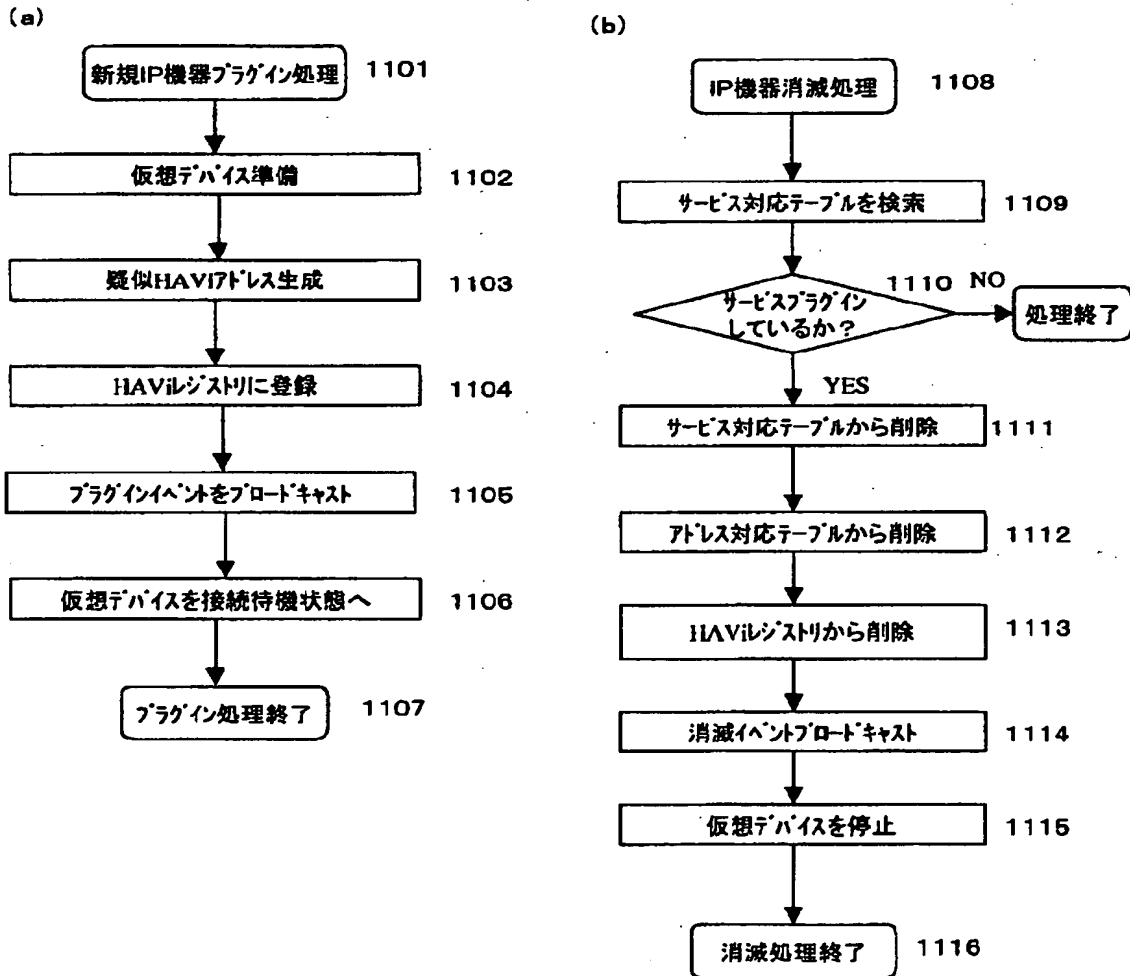 (a)
新規IP機器プラグイン処理
1101
仮想デバイス準備
1102
疑似HAViアドレス生成
1103
HAViレジストリに登録
1104
プラグインイベントをブロードキャスト
1105
仮想デバイスを接続待機状態へ
1106
プラグイン処理終了
1107
(b)
IP機器消滅処理
1108
サービス対応テーブルを検索
1109
サービスプラグイン
しているか?
1110
NO
処理終了
YES
サービス対応テーブルから削除
1111
アドレス対応テーブルから削除
1112
HAViレジストリから削除
1113
消滅イベントブロードキャスト
1114
仮想デバイスを停止
1115
消滅処理終了
1116